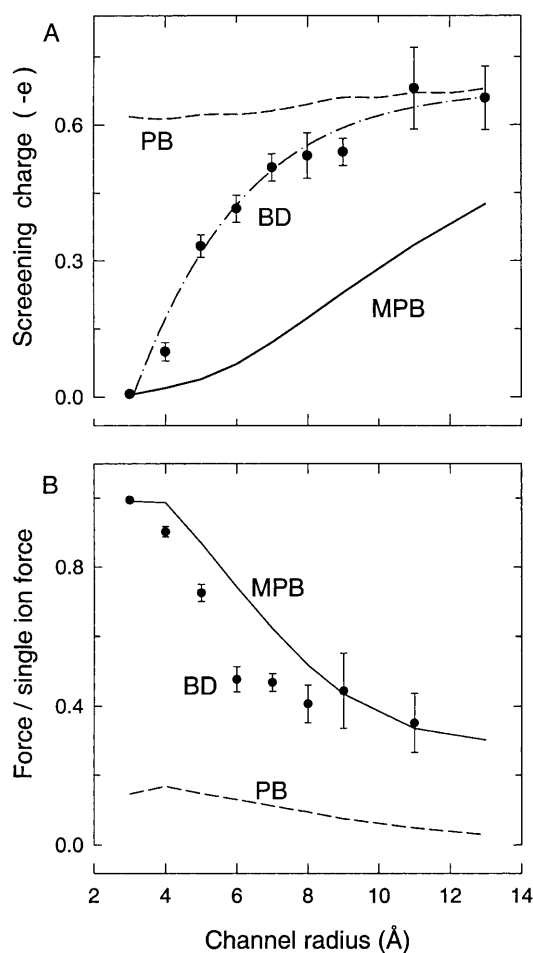 A
Screeening charge ( -e )
0.6
0.3
0.0
PB
BD
MPB
B
Force / single ion force
0.8
0.4
0.0
MPB
BD
PB
2 4 6 8 10 12 14
Channel radius (Å)